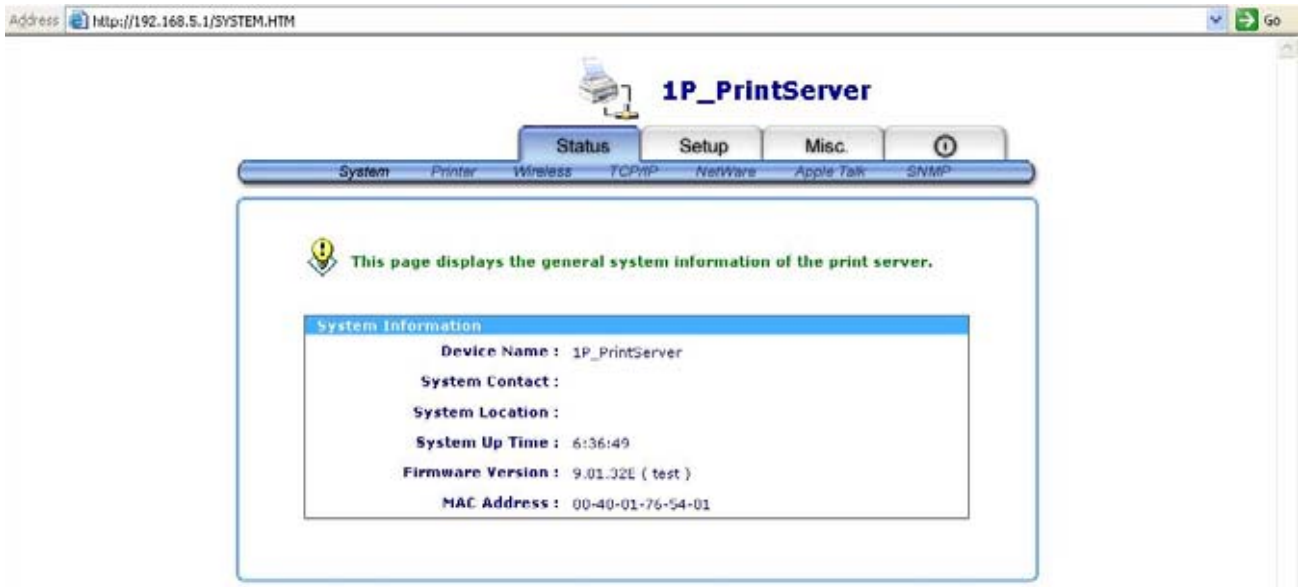 Address http://192.168.5.1/SYSTEM.HTM Go
1P_PrintServer
Status Setup Misc.
System Printer Wireless TCP/IP NetWare Apple Talk SNMP
This page displays the general system information of the print server.
System Information
Device Name : 1P_PrintServer
System Contact :
System Location :
System Up Time : 6:36:49
Firmware Version : 9.01.32E ( test )
MAC Address : 00-40-01-76-54-01